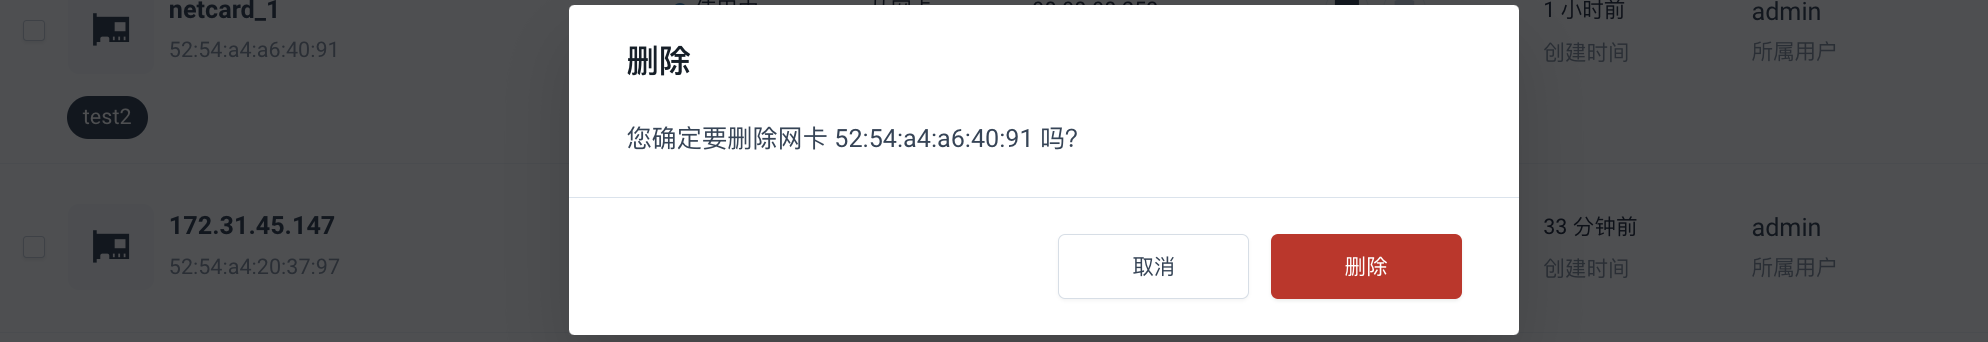 netcard_1
52:54:a4:a6:40:91
test2
1 小时前
创建时间
admin
所属用户
删除
您确定要删除网卡 52:54:a4:a6:40:91 吗?
取消
删除
172.31.45.147
52:54:a4:20:37:97
33 分钟前
创建时间
admin
所属用户